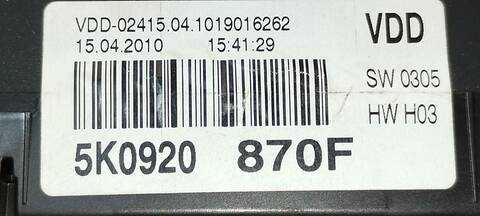 VDD-02415.04.1019016262
15.04.2010 15:41:29
VDD
SW 0305
HW H03
5K0920 870F